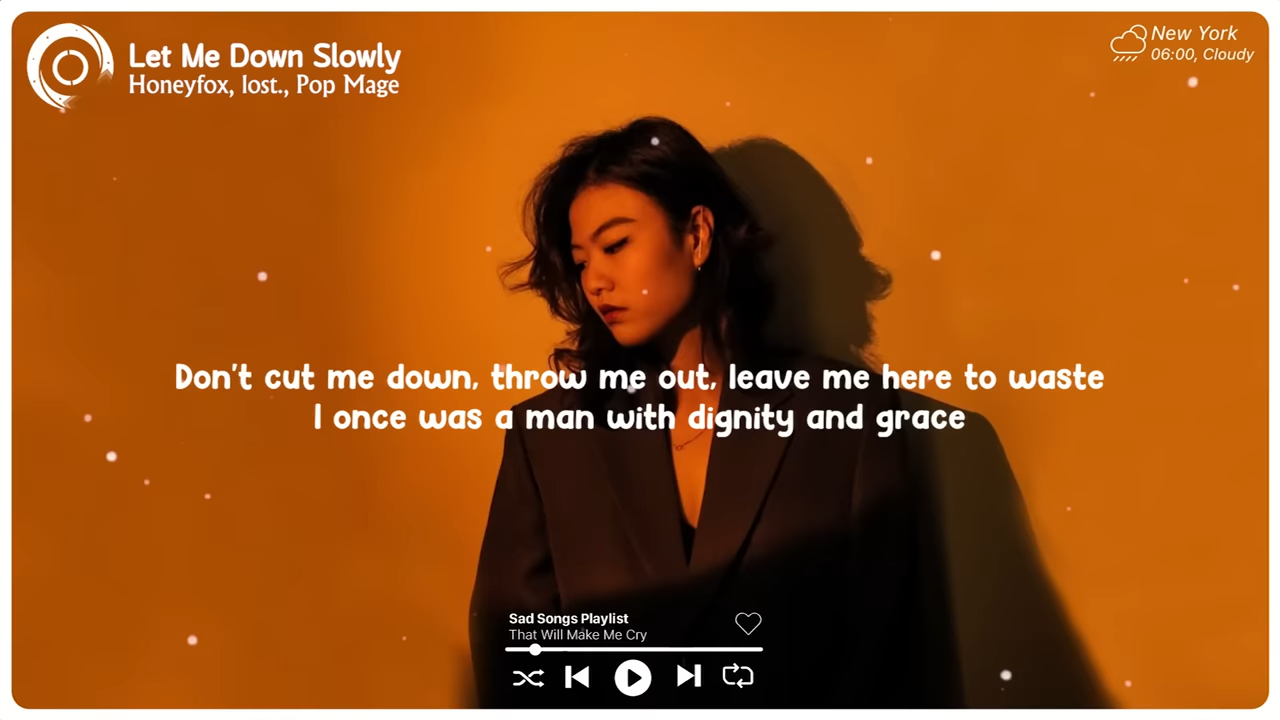 Let Me Down Slowly
Honeyfox, lost., Pop Mage
New York
06:00, Cloudy
Don't cut me down, throw me out, leave me here to waste
I once was a man with dignity and grace
Sad Songs Playlist
That Will Make Me Cry